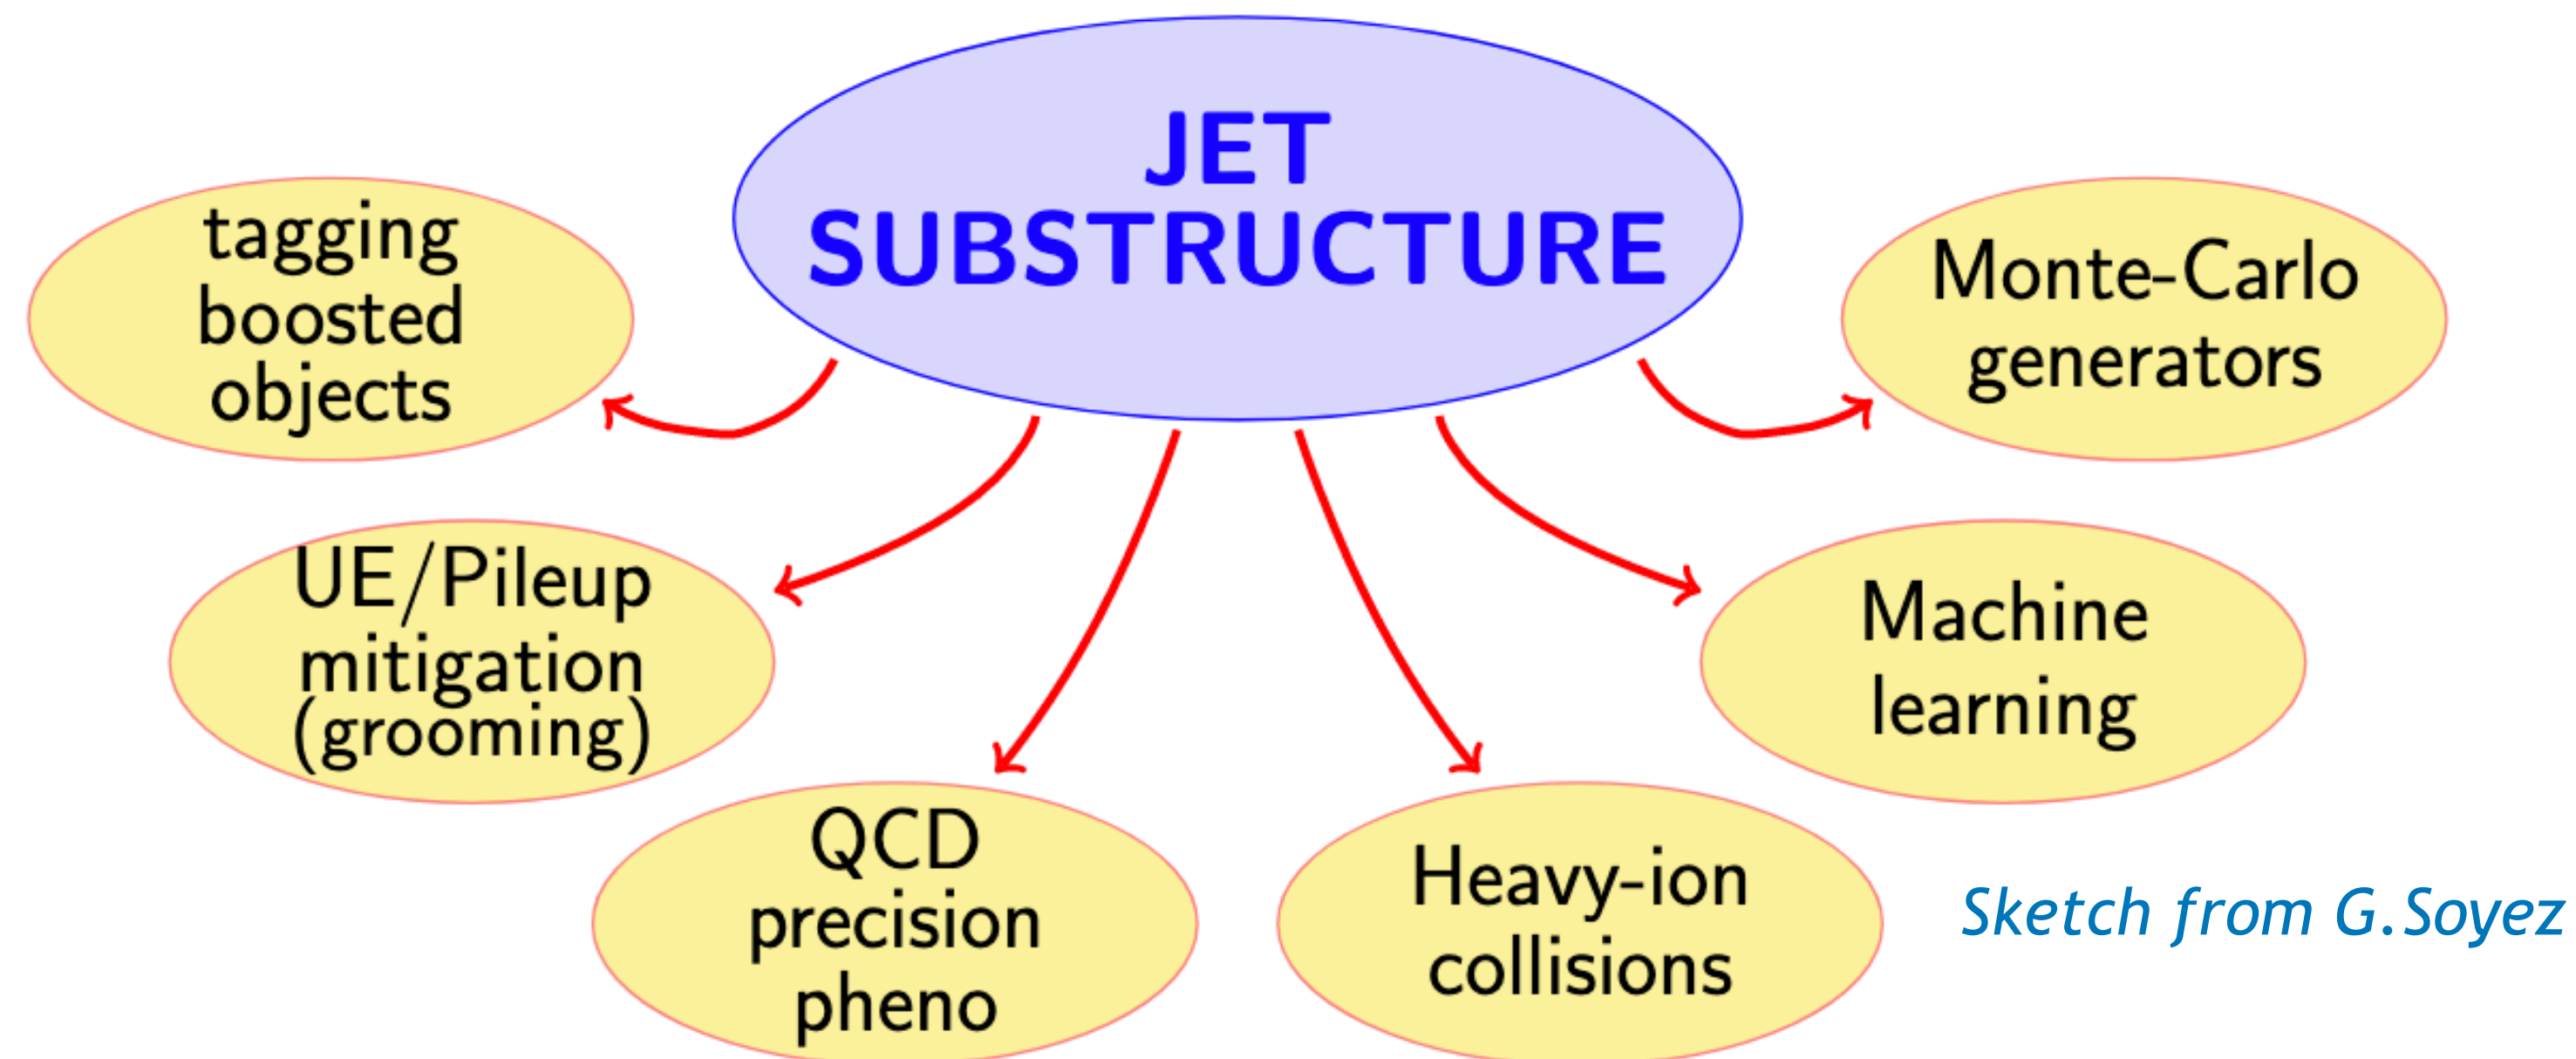 JET
SUBSTRUCTURE
tagging
boosted
objects
Monte-Carlo
generators
UE/Pileup
mitigation
(grooming)
Machine
learning
QCD
precision
pheno
Heavy-ion
collisions
Sketch from G.Soyez